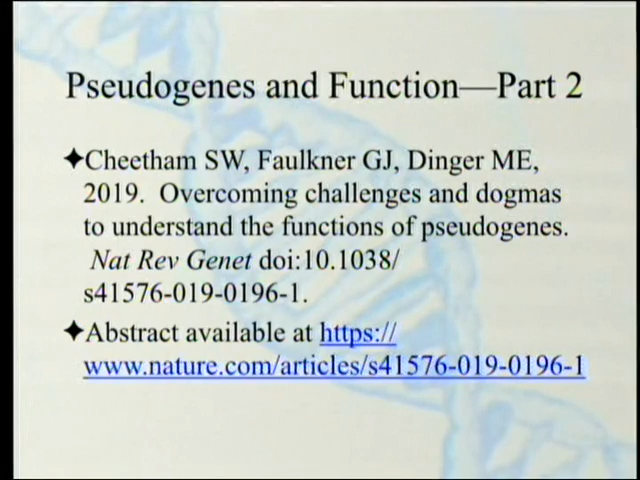 Pseudogenes and Function—Part 2
✦Cheetham SW, Faulkner GJ, Dinger ME,
2019. Overcoming challenges and dogmas
to understand the functions of pseudogenes.
Nat Rev Genet doi:10.1038/
s41576-019-0196-1.
✦Abstract available at https://
www.nature.com/articles/s41576-019-0196-1